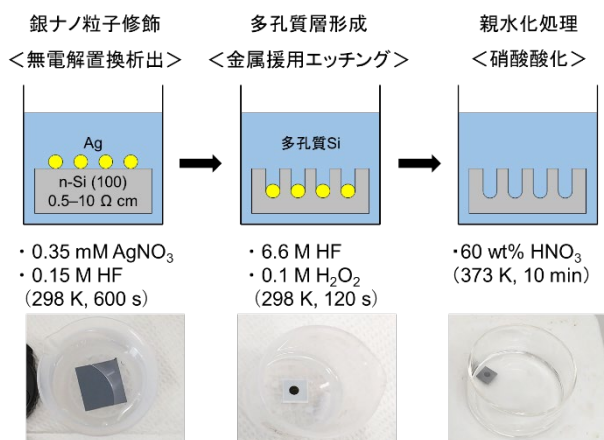 銀ナノ粒子修飾
＜無電解置換析出＞
Ag
n-Si (100)
0.5–10 Ω cm
・0.35 mM AgNO₃
・0.15 M HF
（298 K, 600 s）
多孔質層形成
＜金属援用エッチング＞
多孔質Si
・6.6 M HF
・0.1 M H₂O₂
（298 K, 120 s）
親水化処理
＜硝酸酸化＞
・60 wt% HNO₃
（373 K, 10 min）